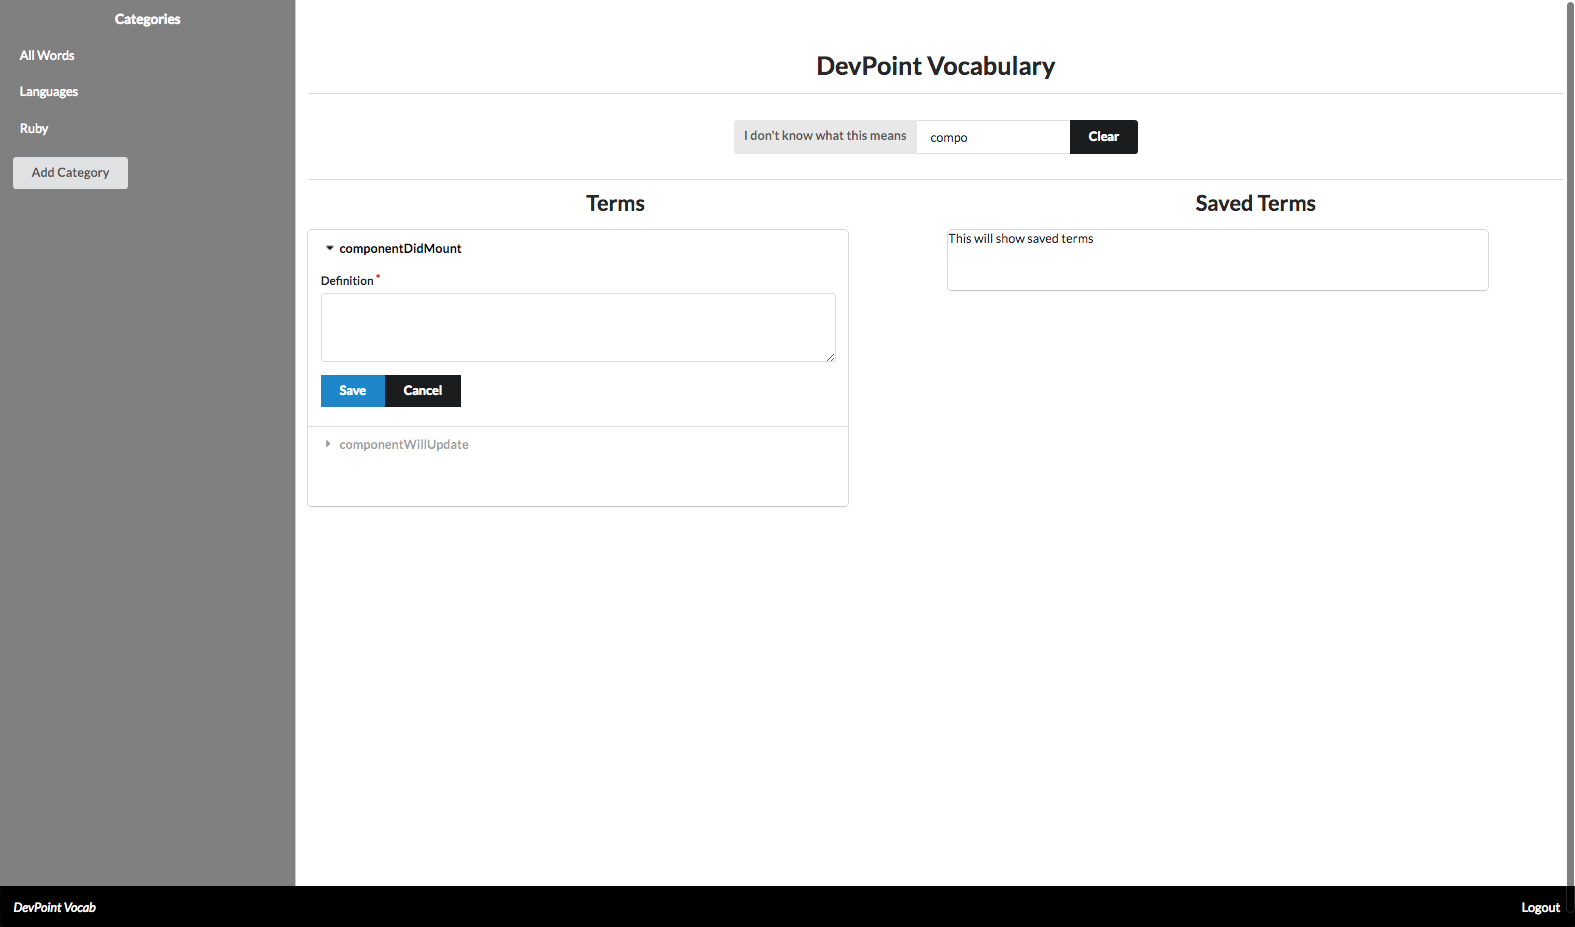 Categories
All Words
Languages
Ruby
Add Category
DevPoint Vocabulary
I don't know what this means compo Clear
Terms
componentDidMount
Definition *
Save Cancel
componentWillUpdate
Saved Terms
This will show saved terms
DevPoint Vocab
Logout